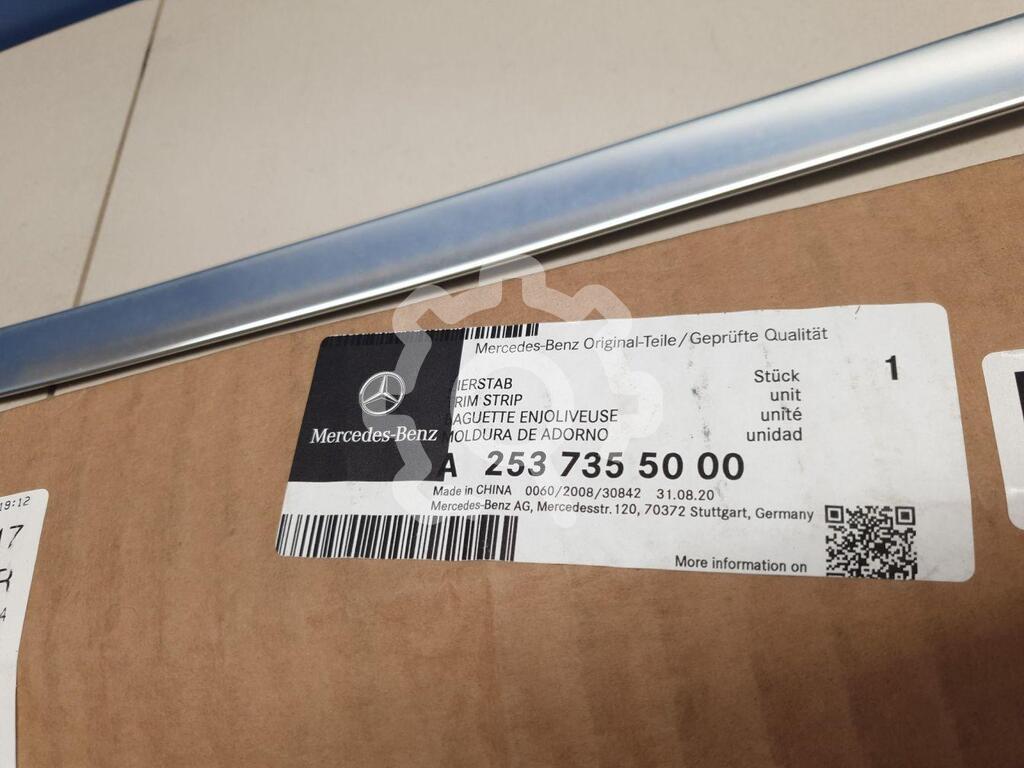 Mercedes-Benz Original-Teile/Geprüfte Qualität
Mercedes-Benz
IERSTAB
RIM STRIP
AGUETTE ENJOLIVEUSE
MOLDURA DE ADORNO
Stück
unit
unité
unidad
1
A 253 735 50 00
Made in CHINA 0060/2008/30842 31.08.20
Mercedes-Benz AG, Mercedesstr. 120, 70372 Stuttgart, Germany
More information on
19:12
17
4